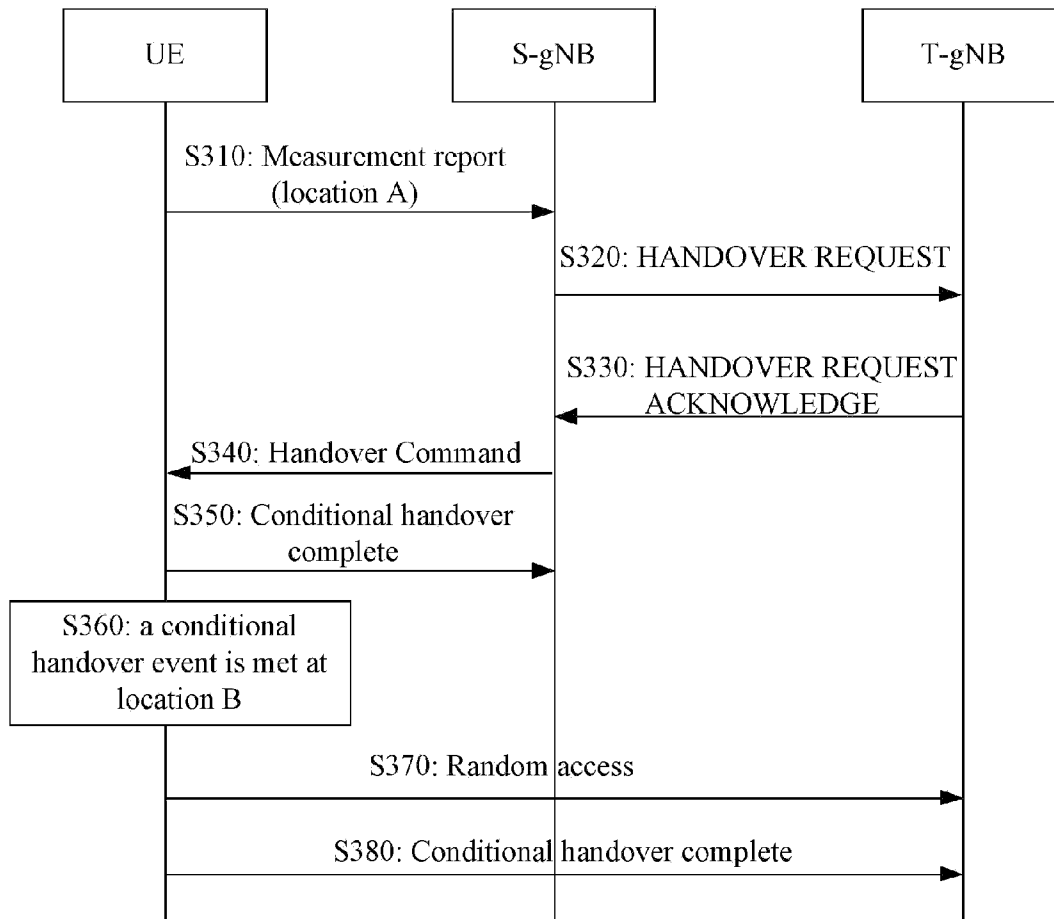 UE
S-gNB
T-gNB
S310: Measurement report
(location A)
S320: HANDOVER REQUEST
S330: HANDOVER REQUEST
ACKNOWLEDGE
S340: Handover Command
S350: Conditional handover
complete
S360: a conditional
handover event is met at
location B
S370: Random access
S380: Conditional handover complete